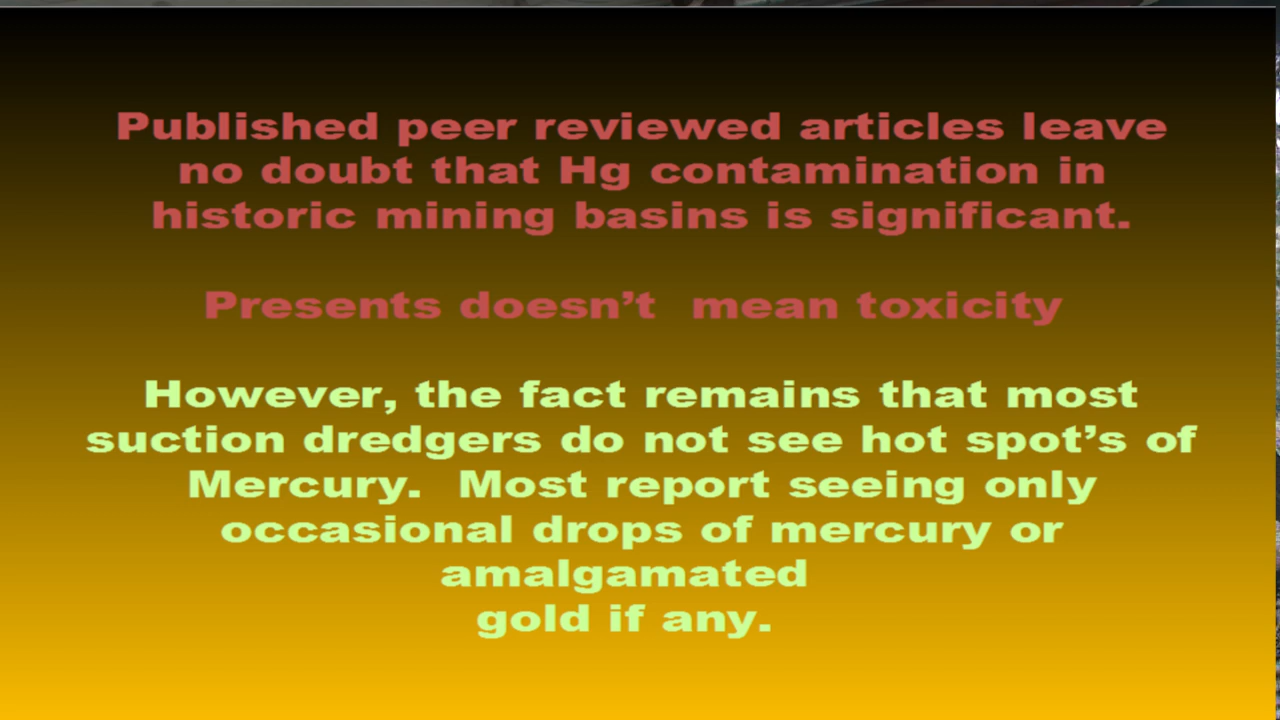 Published peer reviewed articles leave
no doubt that Hg contamination in
historic mining basins is significant.
Presents doesn’t  mean toxicity
However, the fact remains that most
suction dredgers do not see hot spot’s of
Mercury.  Most report seeing only
occasional drops of mercury or
amalgamated
gold if any.